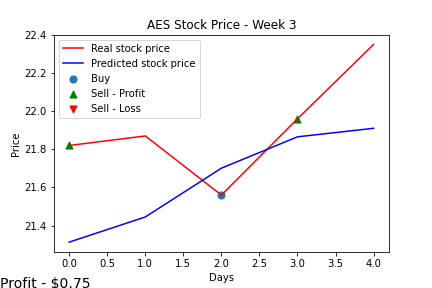 AES Stock Price - Week 3
22.4
22.2
22.0
21.8
21.6
21.4
Price
Real stock price
Predicted stock price
Buy
Sell - Profit
Sell - Loss
0.0 0.5 1.0 1.5 2.0 2.5 3.0 3.5 4.0
Days
Profit - $0.75